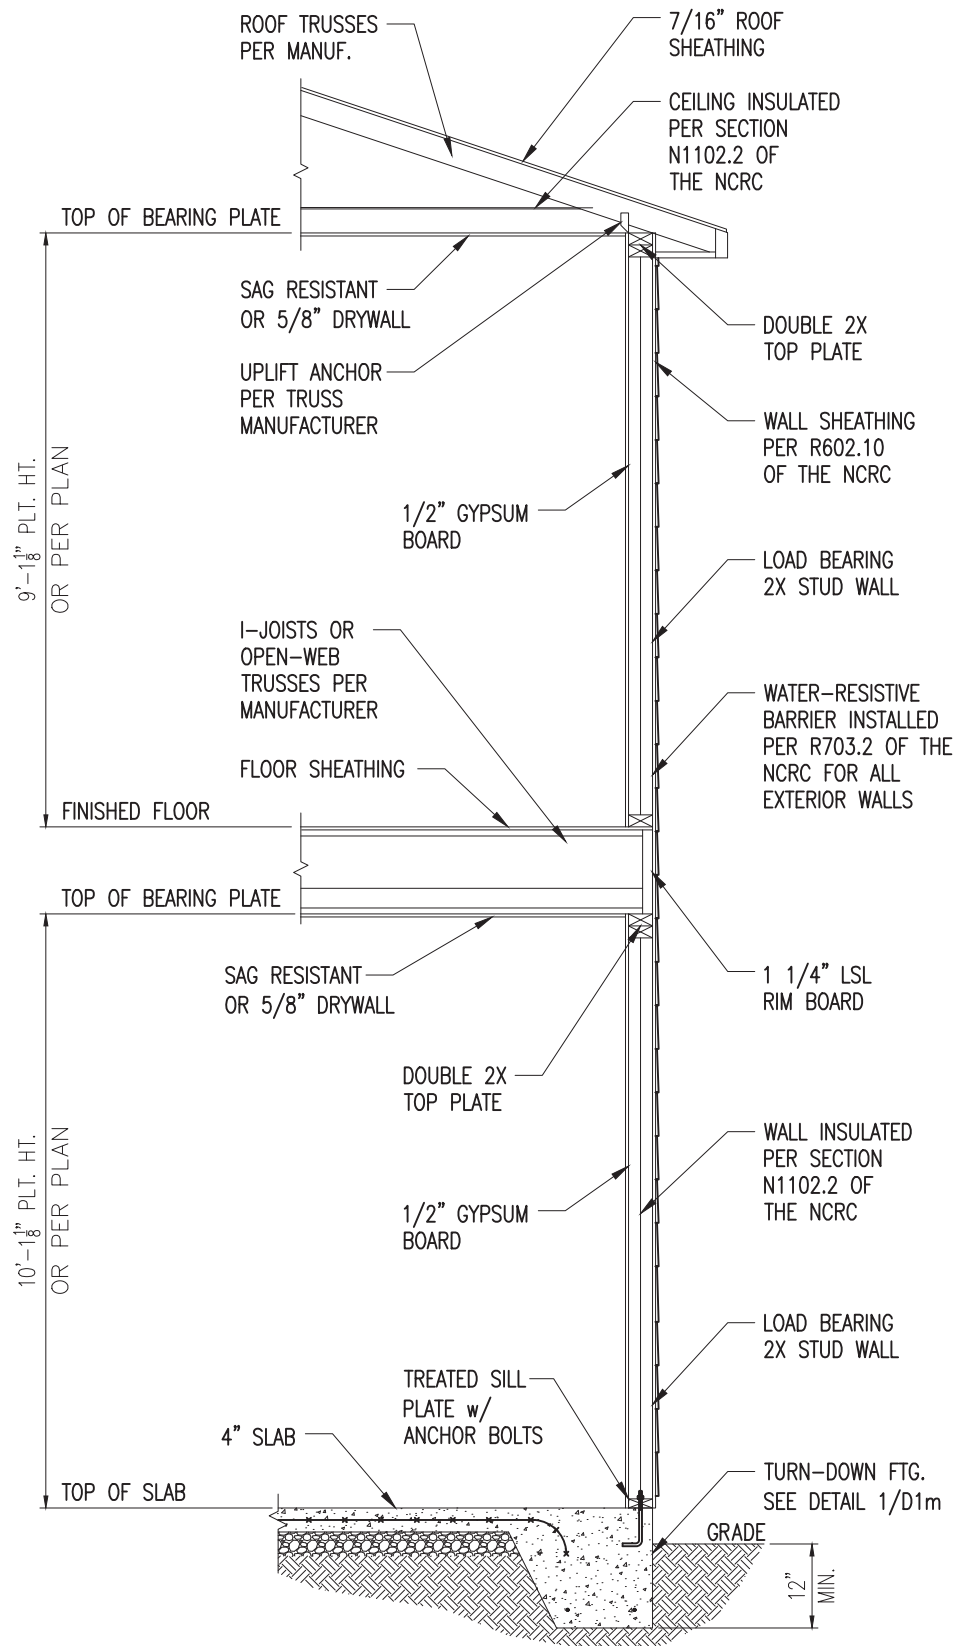 ROOF TRUSSES
PER MANUF.
7/16” ROOF
SHEATHING
CEILING INSULATED
PER SECTION
N1102.2 OF
THE NCRC
TOP OF BEARING PLATE
SAG RESISTANT
OR 5/8” DRYWALL
DOUBLE 2X
TOP PLATE
UPLIFT ANCHOR
PER TRUSS
MANUFACTURER
WALL SHEATHING
PER R602.10
OF THE NCRC
9'-1⅛” PLT. HT.
OR PER PLAN
1/2” GYPSUM
BOARD
LOAD BEARING
2X STUD WALL
I-JOISTS OR
OPEN-WEB
TRUSSES PER
MANUFACTURER
WATER-RESISTIVE
BARRIER INSTALLED
PER R703.2 OF THE
NCRC FOR ALL
EXTERIOR WALLS
FLOOR SHEATHING
FINISHED FLOOR
TOP OF BEARING PLATE
SAG RESISTANT
OR 5/8” DRYWALL
1 1/4” LSL
RIM BOARD
DOUBLE 2X
TOP PLATE
WALL INSULATED
PER SECTION
N1102.2 OF
THE NCRC
10'-1⅛” PLT. HT.
OR PER PLAN
1/2” GYPSUM
BOARD
LOAD BEARING
2X STUD WALL
TREATED SILL
PLATE w/
ANCHOR BOLTS
4” SLAB
TOP OF SLAB
TURN-DOWN FTG.
SEE DETAIL 1/D1m
GRADE
12”
MIN.